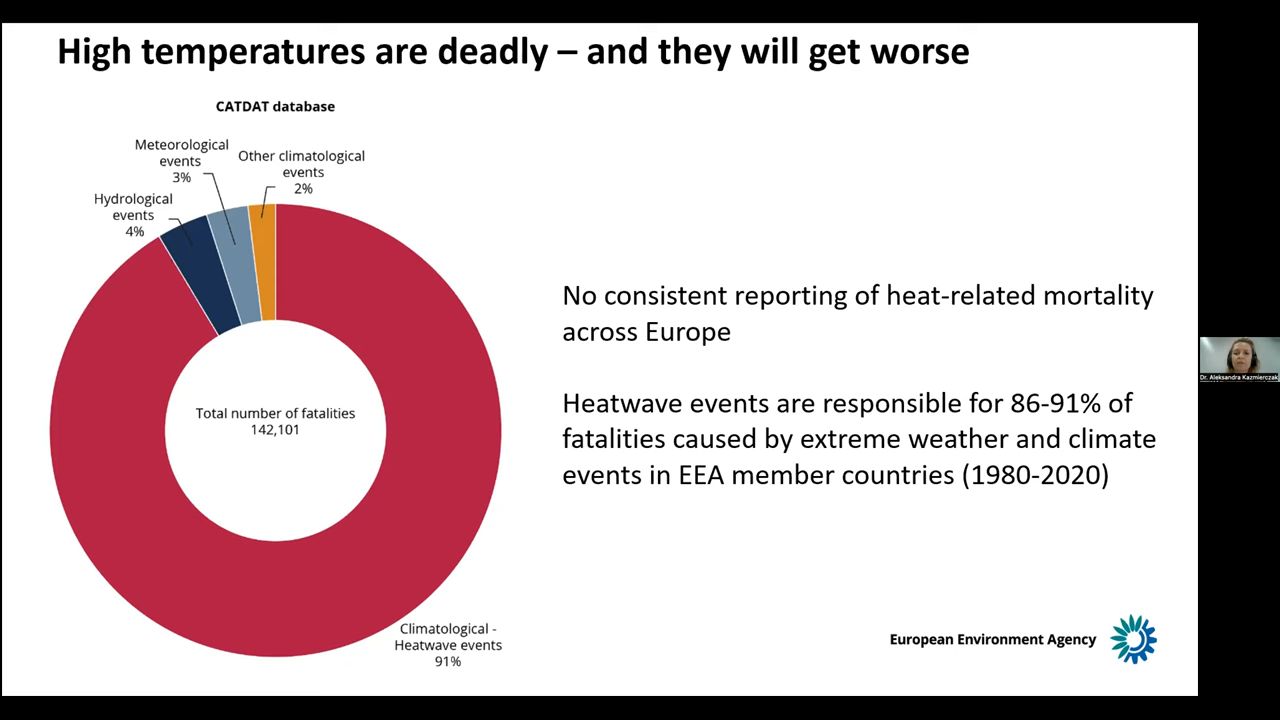 High temperatures are deadly – and they will get worse
CATDAT database
Meteorological
events
3%
Other climatological
events
2%
Hydrological
events
4%
Total number of fatalities
142,101
Climatological -
Heatwave events
91%
No consistent reporting of heat-related mortality
across Europe
Heatwave events are responsible for 86-91% of
fatalities caused by extreme weather and climate
events in EEA member countries (1980-2020)
European Environment Agency
Dr. Aleksandra Kazmierczak